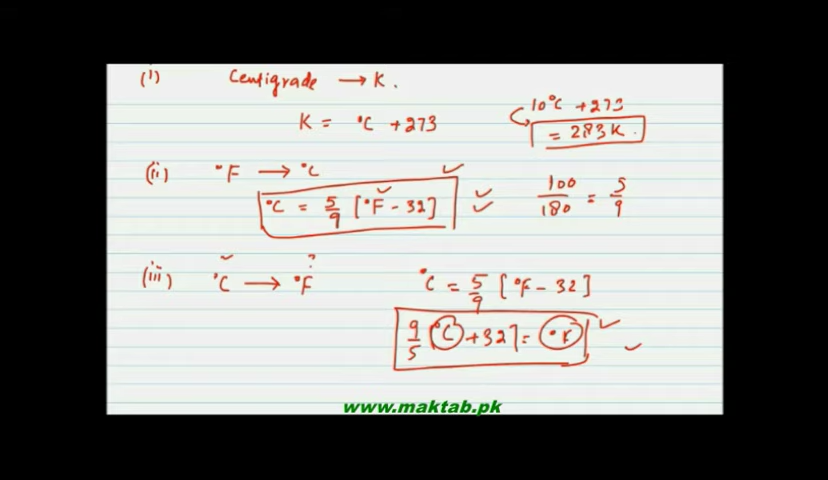 (i) Centigrade → K.
K = °C + 273
10°C + 273
= 283K.
(ii) °F → °C
°C = 5/9 [°F - 32]
100/180 = 5/9
(iii) °C → °F
?
°C = 5/9 [°F - 32]
9/5 [°C + 32] = °F
www.maktab.pk